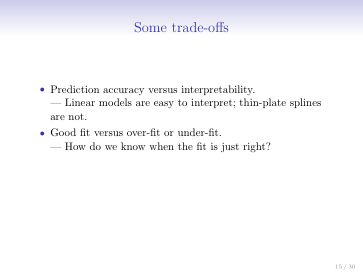 Some trade-offs
• Prediction accuracy versus interpretability.
— Linear models are easy to interpret; thin-plate splines
are not.
• Good fit versus over-fit or under-fit.
— How do we know when the fit is just right?
15 / 30